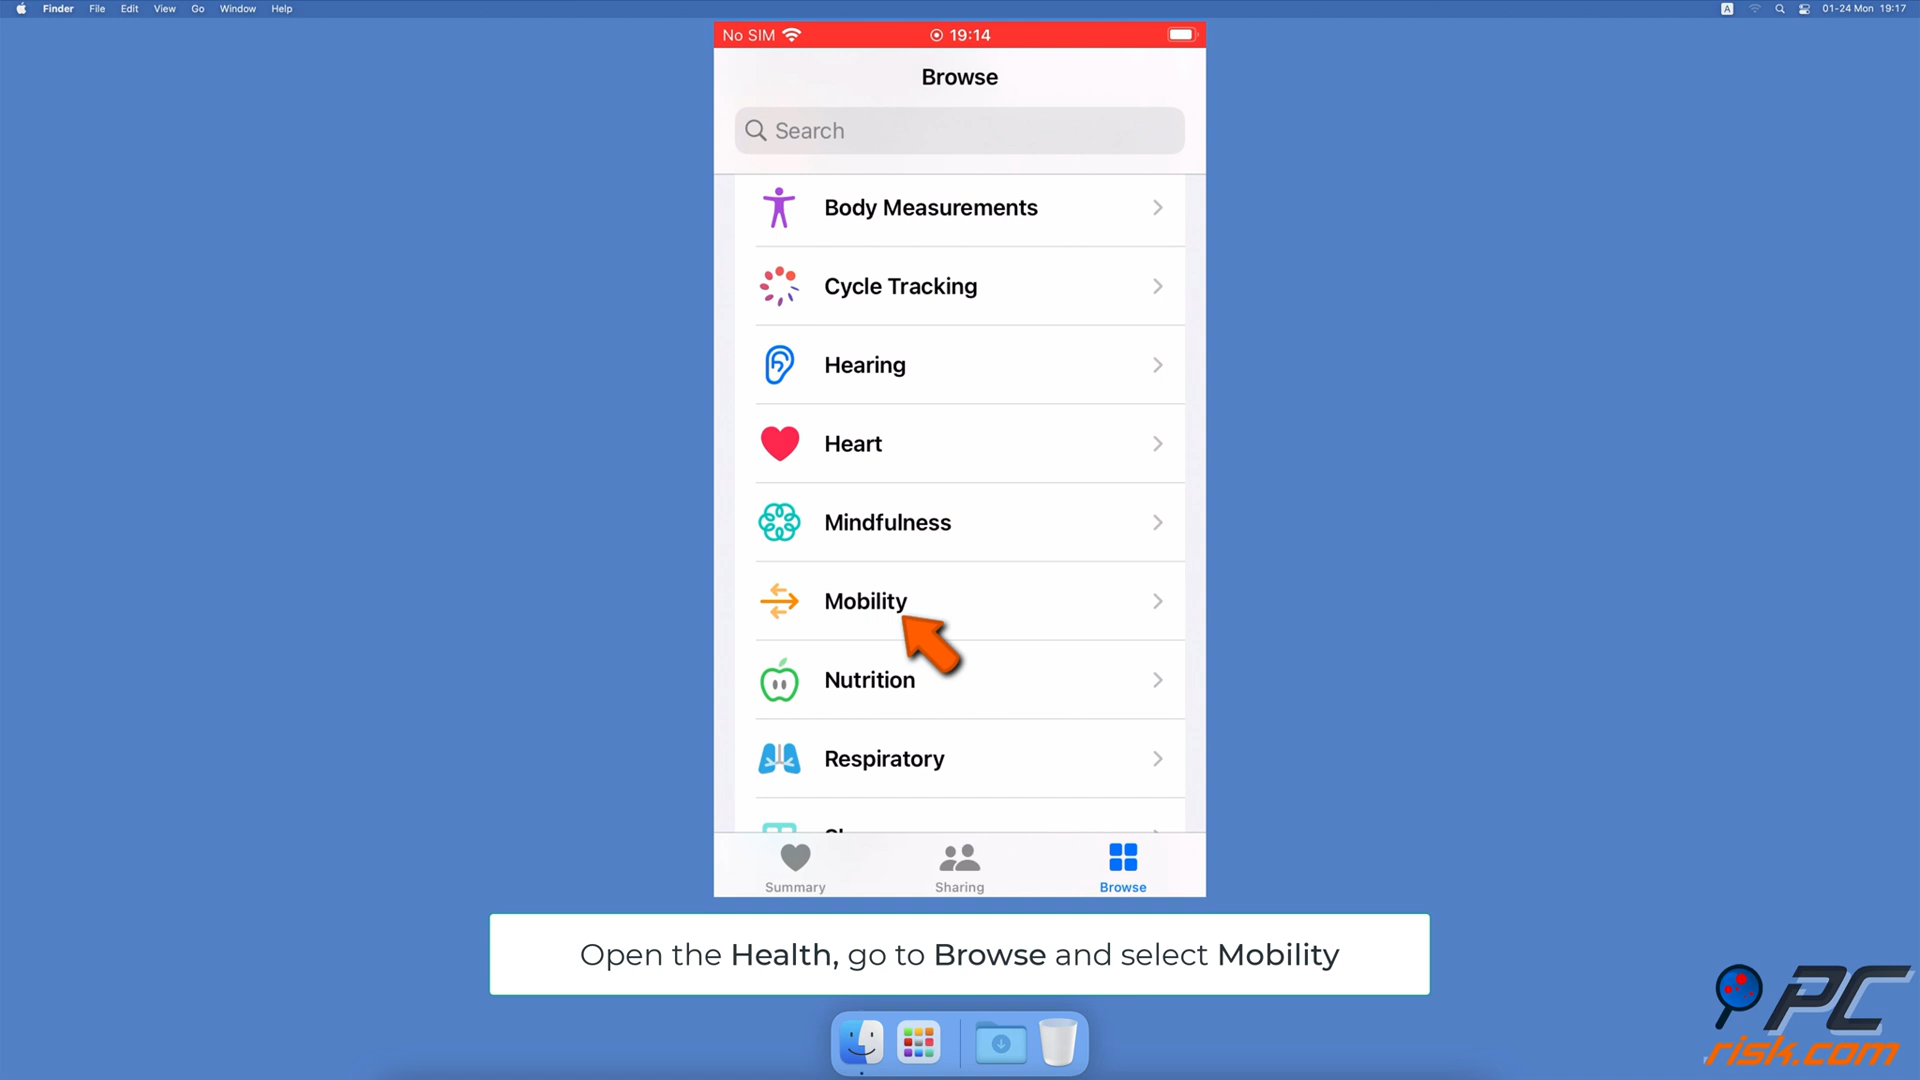 Finder File Edit View Go Window Help
A 01-24 Mon 19:17
No SIM 19:14
Browse
Search
Body Measurements
Cycle Tracking
Hearing
Heart
Mindfulness
Mobility
Nutrition
Respiratory
Summary Sharing Browse
Open the Health, go to Browse and select Mobility
PC
risk.com